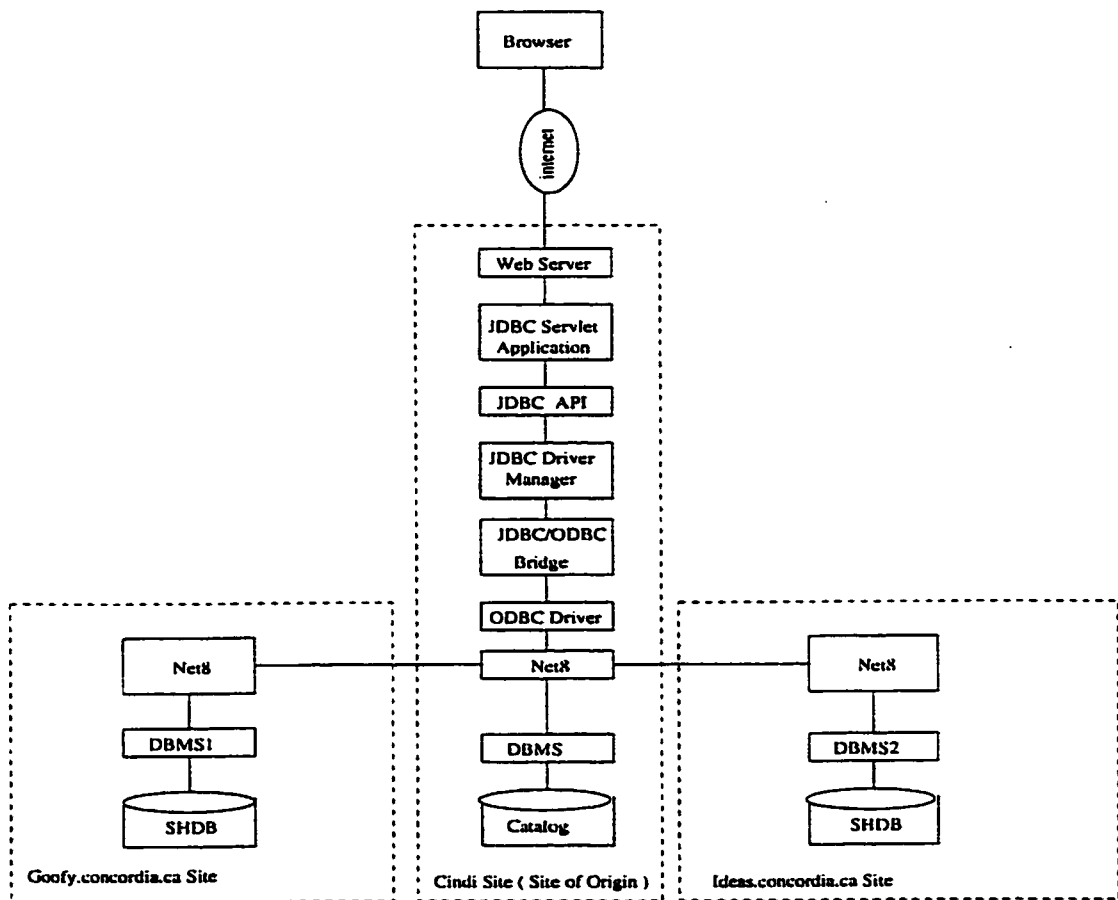 Browser
internet
Web Server
JDBC Servlet
Application
JDBC API
JDBC Driver
Manager
JDBC/ODBC
Bridge
ODBC Driver
Net8
Net8
Net8
DBMS1
DBMS
DBMS2
SHDB
Catalog
SHDB
Goofy.concordia.ca Site
Cindi Site ( Site of Origin )
Ideas.concordia.ca Site